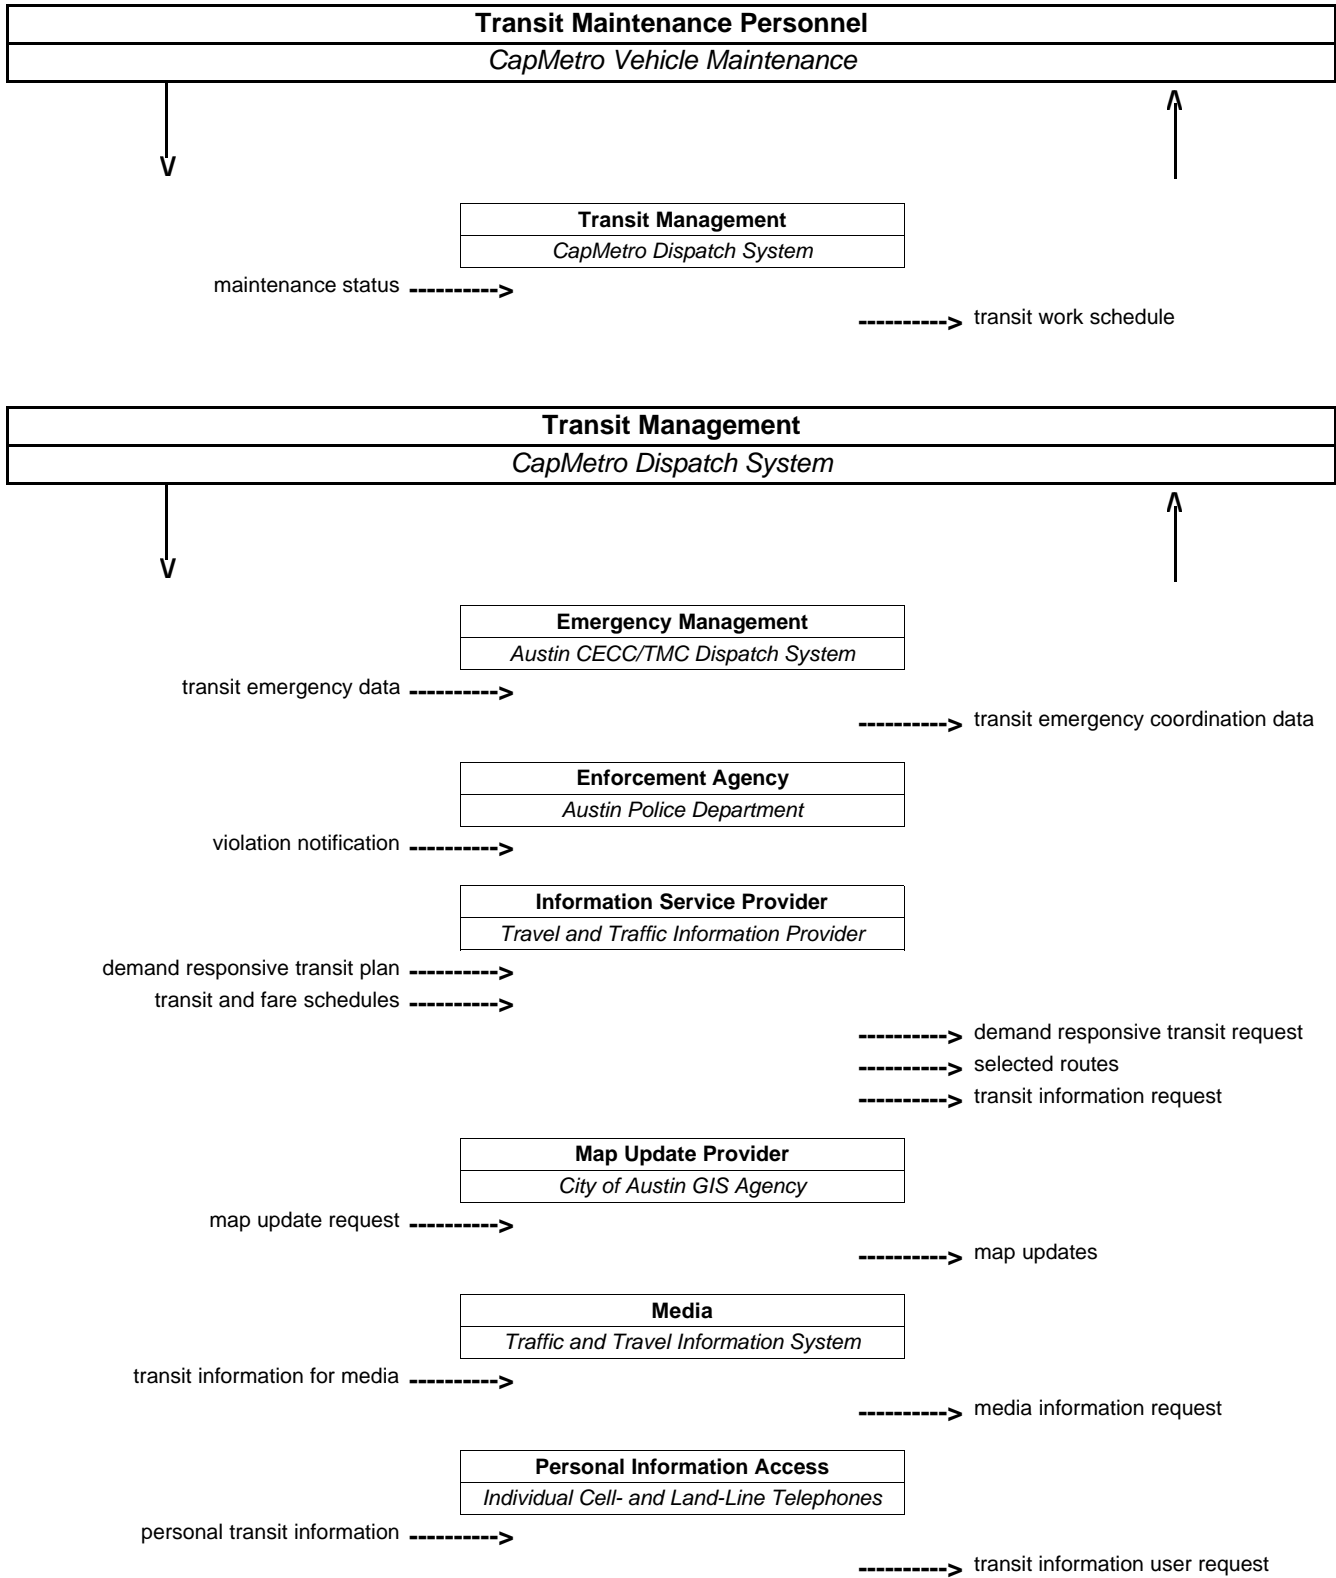 Transit Maintenance Personnel
CapMetro Vehicle Maintenance
Transit Management
CapMetro Dispatch System
maintenance status ---------->
----------> transit work schedule
Transit Management
CapMetro Dispatch System
Emergency Management
Austin CECC/TMC Dispatch System
transit emergency data ---------->
----------> transit emergency coordination data
Enforcement Agency
Austin Police Department
violation notification ---------->
Information Service Provider
Travel and Traffic Information Provider
demand responsive transit plan ---------->
transit and fare schedules ---------->
----------> demand responsive transit request
----------> selected routes
----------> transit information request
Map Update Provider
City of Austin GIS Agency
map update request ---------->
----------> map updates
Media
Traffic and Travel Information System
transit information for media ---------->
----------> media information request
Personal Information Access
Individual Cell- and Land-Line Telephones
personal transit information ---------->
----------> transit information user request